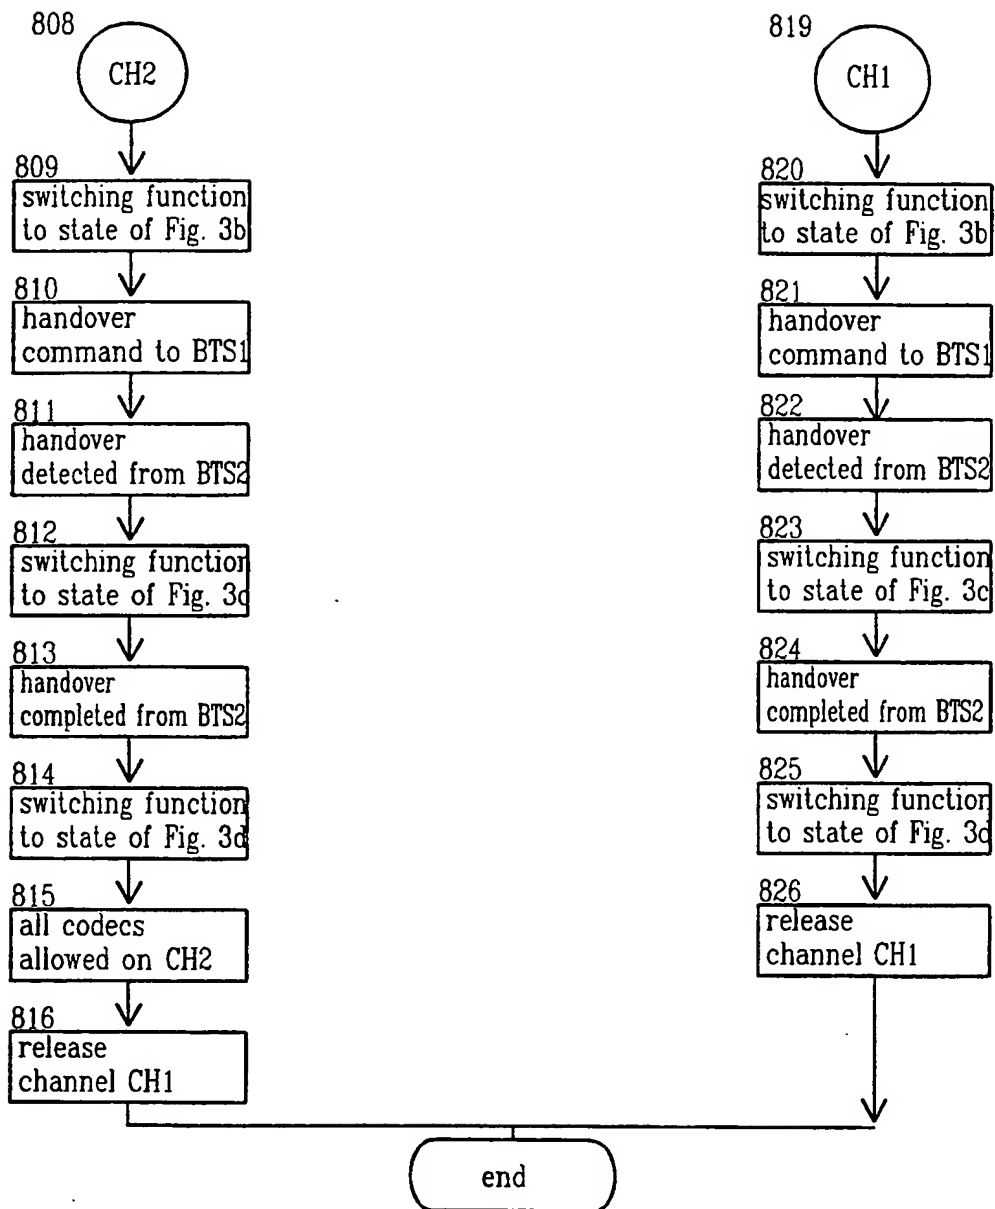 808
CH2
809
switching function
to state of Fig. 3b
810
handover
command to BTS1
811
handover
detected from BTS2
812
switching function
to state of Fig. 3c
813
handover
completed from BTS2
814
switching function
to state of Fig. 3d
815
all codecs
allowed on CH2
816
release
channel CH1
819
CH1
820
switching function
to state of Fig. 3b
821
handover
command to BTS1
822
handover
detected from BTS2
823
switching function
to state of Fig. 3c
824
handover
completed from BTS2
825
switching function
to state of Fig. 3d
826
release
channel CH1
end